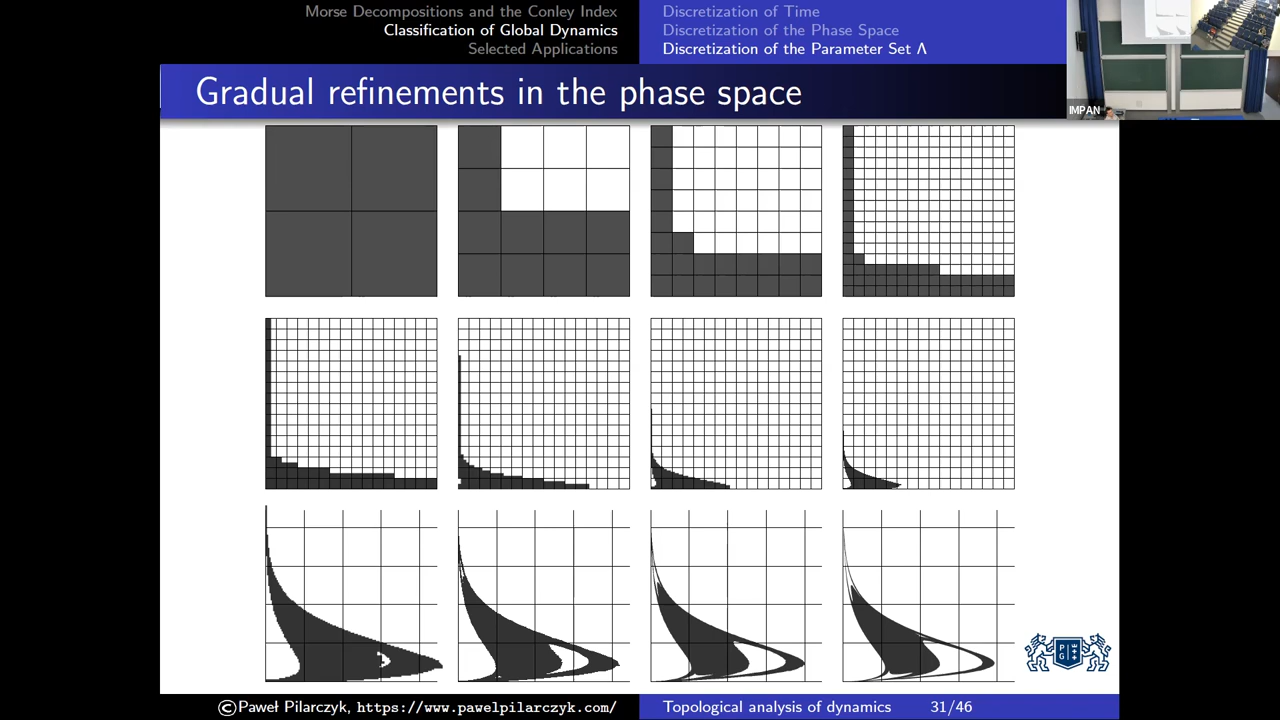 Morse Decompositions and the Conley Index
Classification of Global Dynamics
Selected Applications
Discretization of Time
Discretization of the Phase Space
Discretization of the Parameter Set Λ
IMPAN
Gradual refinements in the phase space
P G
©Paweł Pilarczyk, https://www.pawelpilarczyk.com/
Topological analysis of dynamics 31/46